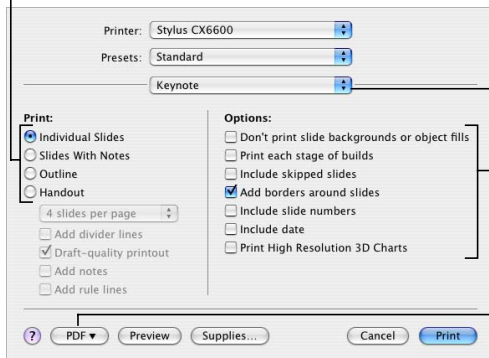 Printer: Stylus CX6600
Presets: Standard
Keynote
Print:
Individual Slides
Slides With Notes
Outline
Handout
4 slides per page
Add divider lines
Draft-quality printout
Add notes
Add rule lines
Options:
Don't print slide backgrounds or object fills
Print each stage of builds
Include skipped slides
Add borders around slides
Include slide numbers
Include date
Print High Resolution 3D Charts
? PDF Preview Supplies... Cancel Print